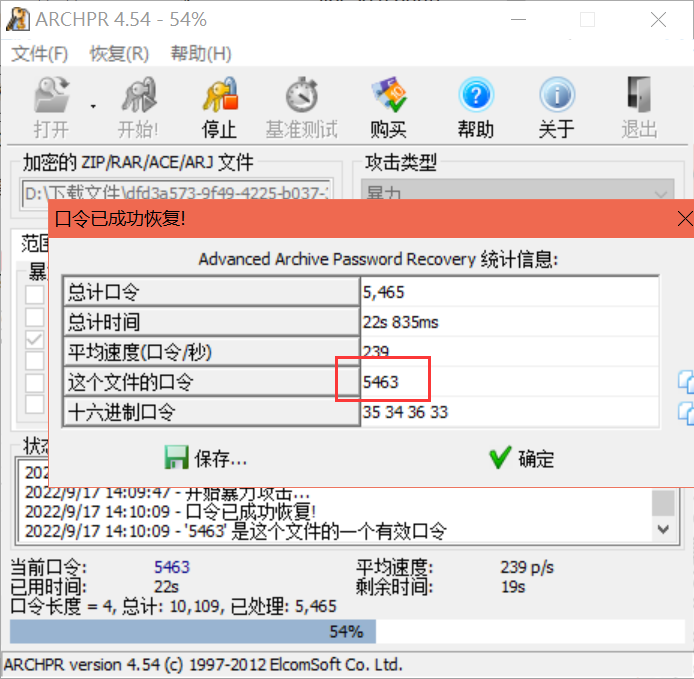 ARCHPR 4.54 - 54%
文件(F) 恢复(R) 帮助(H)
打开 开始! 停止 基准测试 购买 帮助 关于 退出
加密的 ZIP/RAR/ACE/ARJ 文件 攻击类型
D:\下载文件\dfd3a573-9f49-4225-b037- 暴力
口令已成功恢复!
范围
暴
Advanced Archive Password Recovery 统计信息:
总计口令 5,465
总计时间 22s 835ms
平均速度(口令/秒) 239
这个文件的口令 5463
十六进制口令 35 34 36 33
保存... 确定
状态
202
2022/9/17 14:09:47 - 开始暴力攻击...
2022/9/17 14:10:09 - 口令已成功恢复!
2022/9/17 14:10:09 - '5463' 是这个文件的一个有效口令
当前口令: 5463 平均速度: 239 p/s
已用时间: 22s 剩余时间: 19s
口令长度 = 4, 总计: 10,109, 已处理: 5,465
54%
ARCHPR version 4.54 (c) 1997-2012 ElcomSoft Co. Ltd.